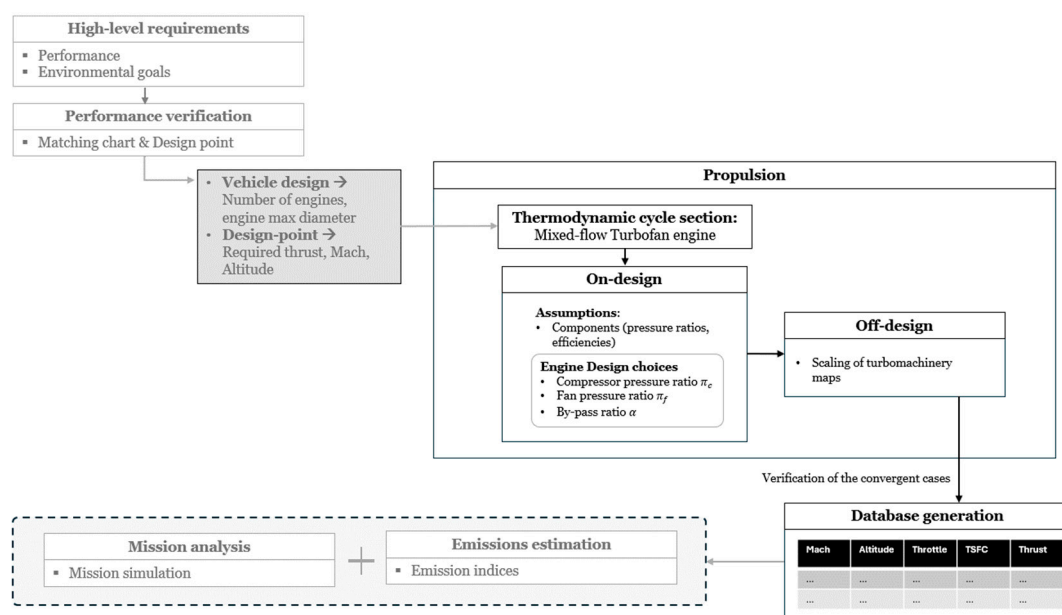 High-level requirements
▪ Performance
▪ Environmental goals
Performance verification
▪ Matching chart & Design point
• Vehicle design →
Number of engines,
engine max diameter
• Design-point →
Required thrust, Mach,
Altitude
Propulsion
Thermodynamic cycle section:
Mixed-flow Turbofan engine
On-design
Assumptions:
• Components (pressure ratios,
efficiencies)
Engine Design choices
• Compressor pressure ratio π_c
• Fan pressure ratio π_f
• By-pass ratio α
Off-design
• Scaling of turbomachinery
maps
Verification of the convergent cases
Database generation
Mach Altitude Throttle TSFC Thrust
... ... ... ... ...
... ... ... ... ...
Mission analysis
▪ Mission simulation
+
Emissions estimation
▪ Emission indices